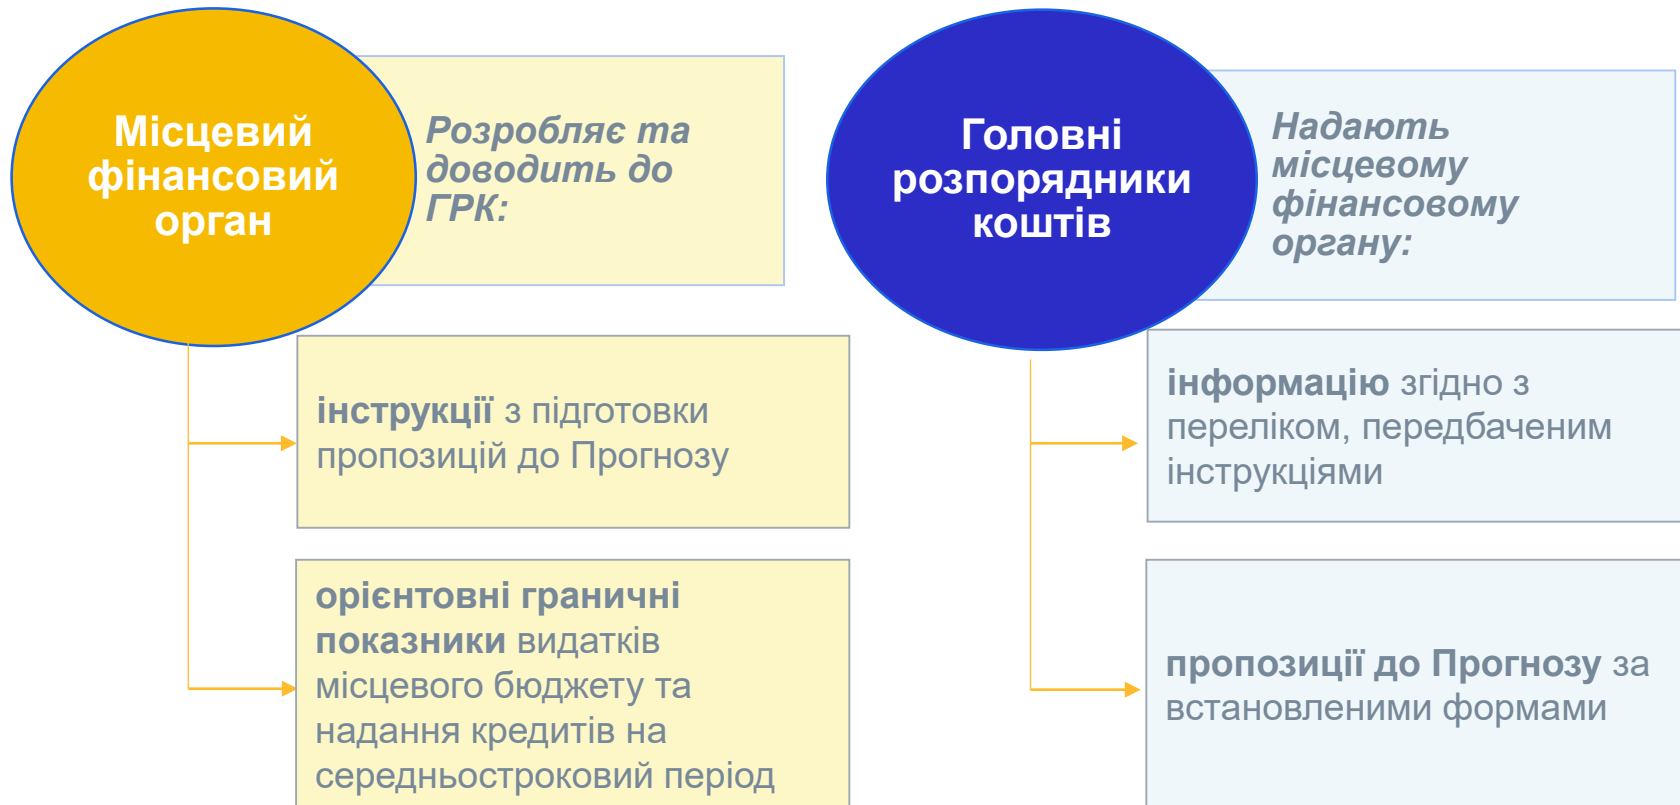 Місцевий
фінансовий
орган
Розробляє та
доводить до
ГРК:
інструкції з підготовки
пропозицій до Прогнозу
орієнтовні граничні
показники видатків
місцевого бюджету та
надання кредитів на
середньостроковий період
Головні
розпорядники
коштів
Надають
місцевому
фінансовому
органу:
інформацію згідно з
переліком, передбаченим
інструкціями
пропозиції до Прогнозу за
встановленими формами